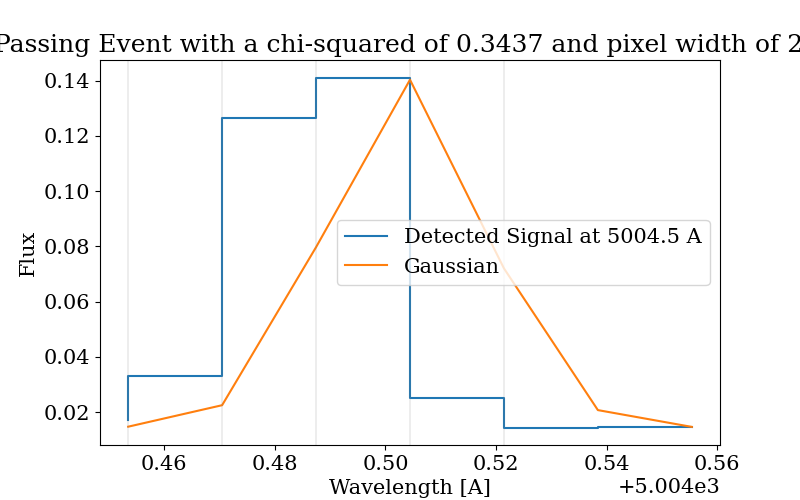 Passing Event with a chi-squared of 0.3437 and pixel width of 2
0.14
0.12
0.10
0.08
0.06
0.04
0.02
Flux
Detected Signal at 5004.5 A
Gaussian
0.46 0.48 0.50 0.52 0.54 0.56
Wavelength [A]
+5.004e3